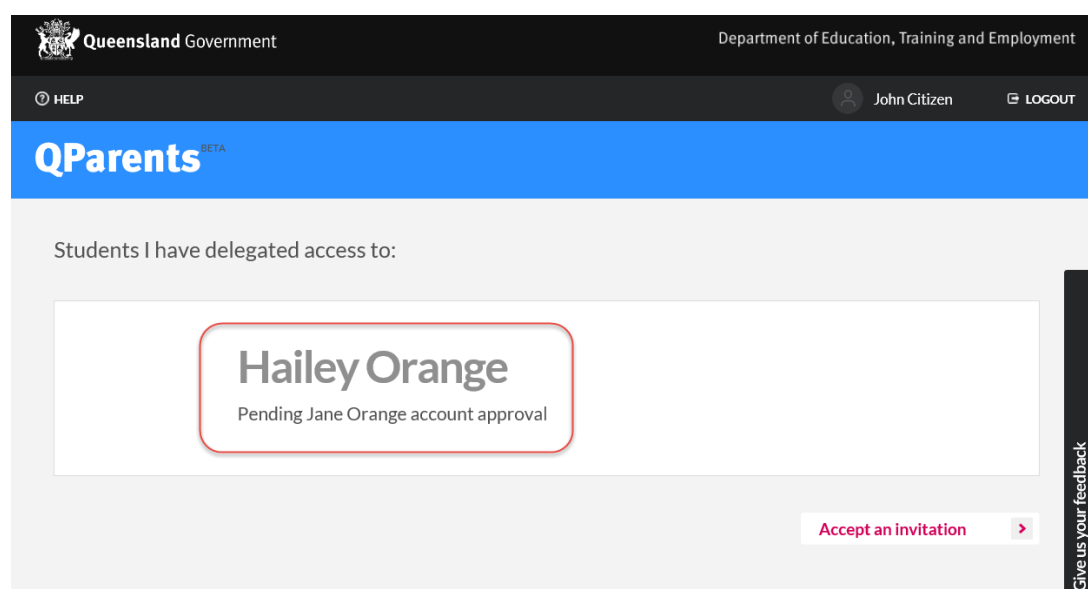 Queensland Government
Department of Education, Training and Employment
HELP
John Citizen
LOGOUT
QParents BETA
Students I have delegated access to:
Hailey Orange
Pending Jane Orange account approval
Accept an invitation
Give us your feedback